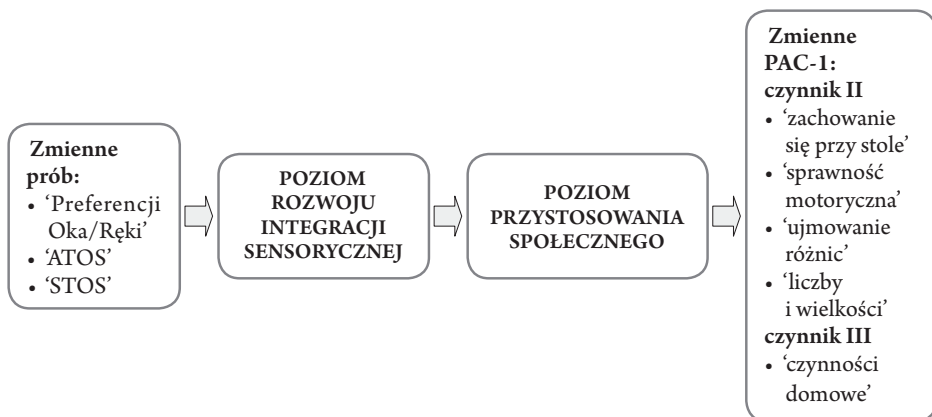 Zmienne
prób:
• ‘Preferencji
Oka/Ręki’
• ‘ATOS’
• ‘STOS’
POZIOM
ROZWOJU
INTEGRACJI
SENSORYCZNEJ
POZIOM
PRZYSTOSOWANIA
SPOŁECZNEGO
Zmienne
PAC-1:
czynnik II
• ‘zachowanie
się przy stole’
• ‘sprawność
motoryczna’
• ‘ujmowanie
różnic’
• ‘liczby
i wielkości’
czynnik III
• ‘czynności
domowe’